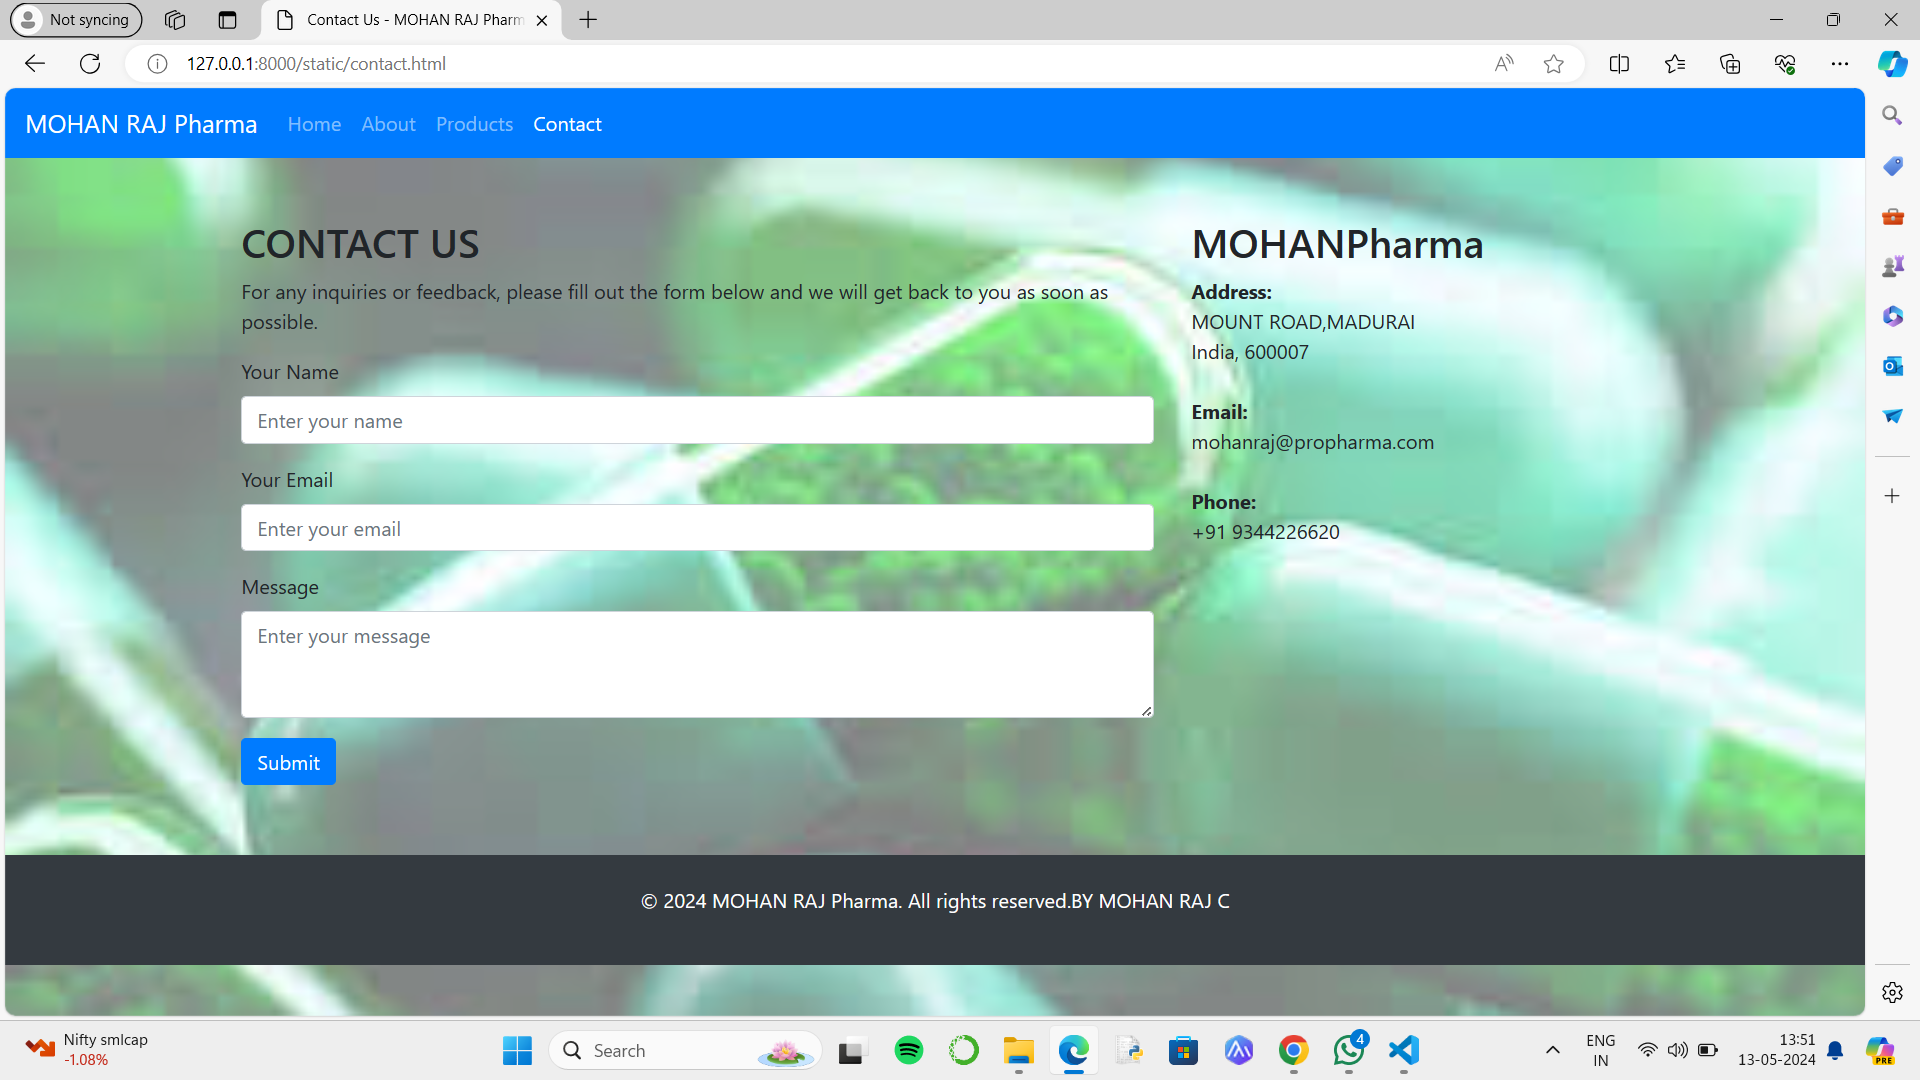 Not syncing
Contact Us - MOHAN RAJ Pharm
127.0.0.1:8000/static/contact.html
MOHAN RAJ Pharma Home About Products Contact
CONTACT US
For any inquiries or feedback, please fill out the form below and we will get back to you as soon as
possible.
Your Name
Enter your name
Your Email
Enter your email
Message
Enter your message
Submit
MOHANPharma
Address:
MOUNT ROAD,MADURAI
India, 600007
Email:
mohanraj@propharma.com
Phone:
+91 9344226620
© 2024 MOHAN RAJ Pharma. All rights reserved.BY MOHAN RAJ C
Nifty smlcap
-1.08%
Search
4
ENG
IN
13:51
13-05-2024
PRE